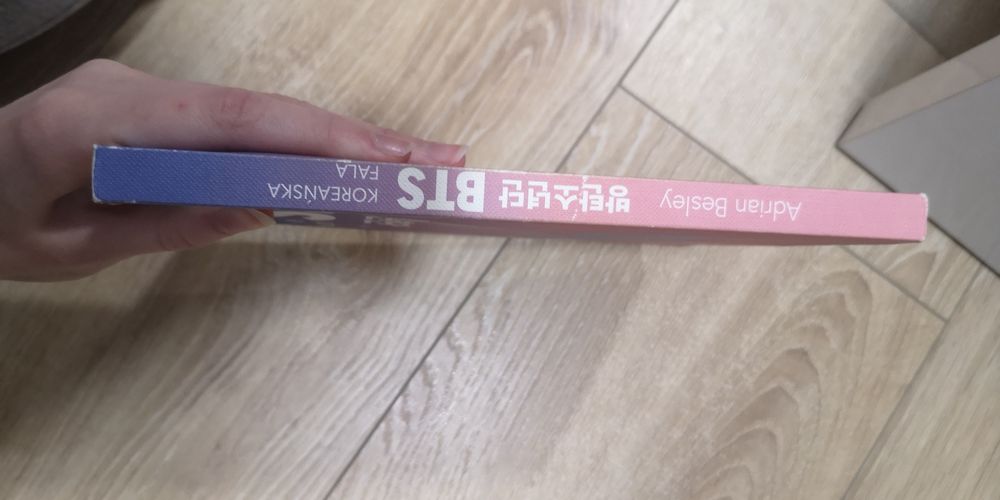 Adrian Besley
방탄소년단
BTS
KOREAŃSKA
FALA